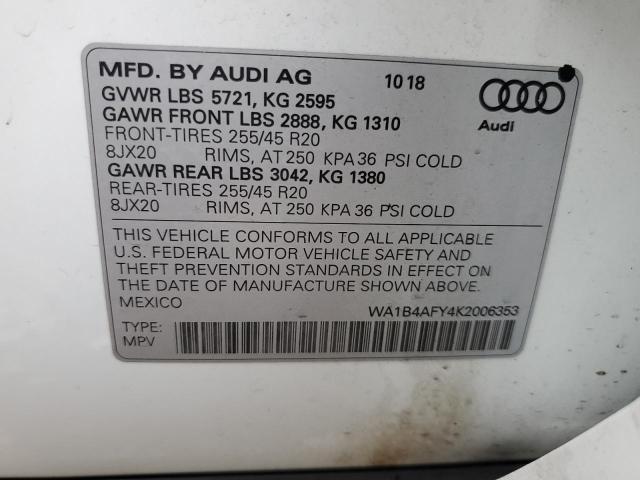 MFD. BY AUDI AG 10 18
GVWR LBS 5721, KG 2595
GAWR FRONT LBS 2888, KG 1310
FRONT-TIRES 255/45 R20
8JX20 RIMS, AT 250 KPA 36 PSI COLD
GAWR REAR LBS 3042, KG 1380
REAR-TIRES 255/45 R20
8JX20 RIMS, AT 250 KPA 36 PSI COLD
Audi
THIS VEHICLE CONFORMS TO ALL APPLICABLE
U.S. FEDERAL MOTOR VEHICLE SAFETY AND
THEFT PREVENTION STANDARDS IN EFFECT ON
THE DATE OF MANUFACTURE SHOWN ABOVE.
MEXICO WA1B4AFY4K2006353
TYPE:
MPV